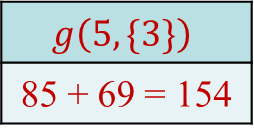 g(5,{3})
85 + 69 = 154